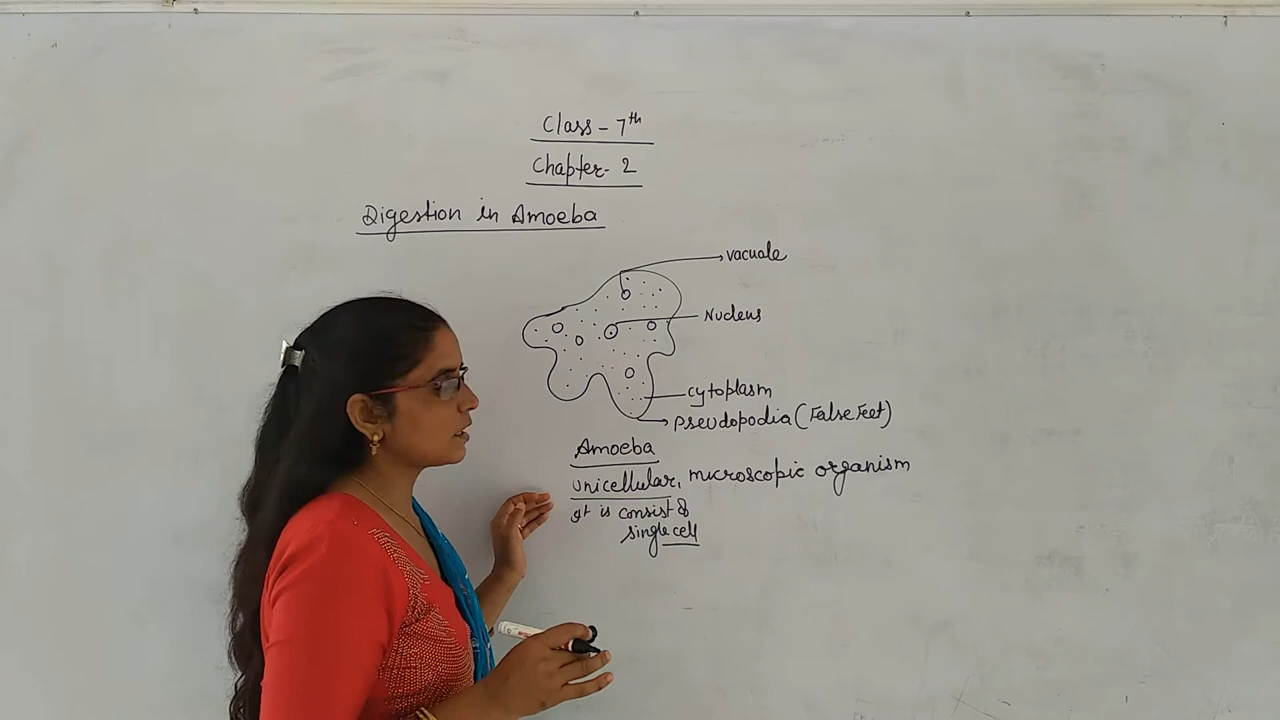 Class - 7th
Chapter - 2
Digestion in Amoeba
vacuole
Nucleus
cytoplasm
Pseudopodia (False Feet)
Amoeba
unicellular, microscopic organism
It is consist of
single cell